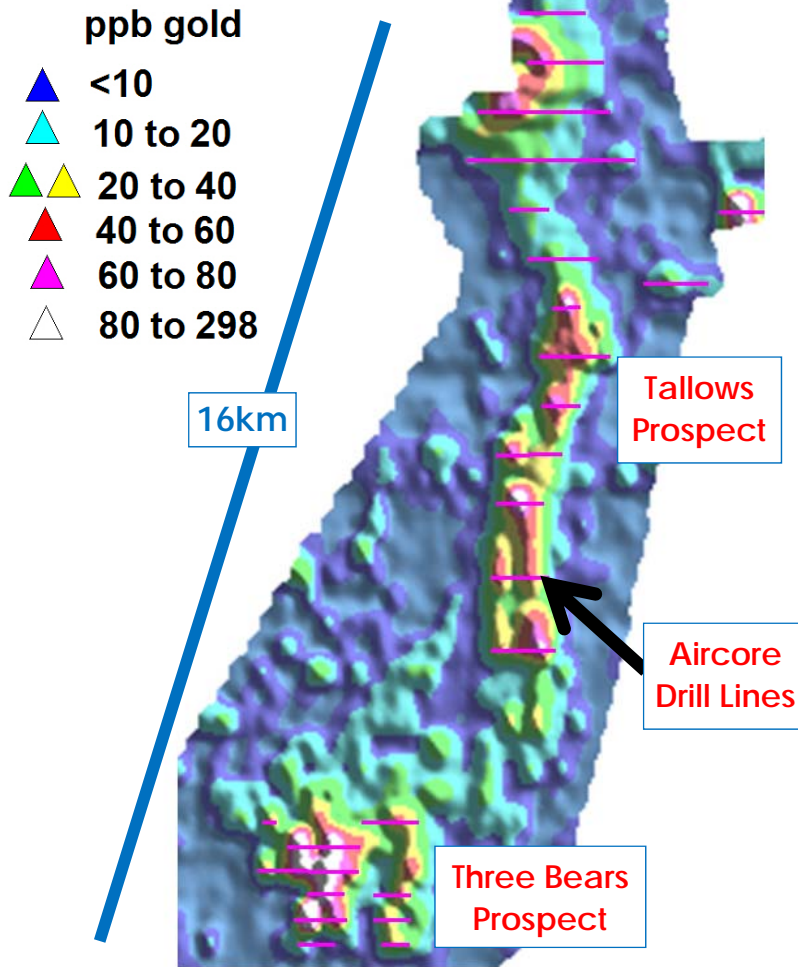 ppb gold
<10
10 to 20
20 to 40
40 to 60
60 to 80
80 to 298
16km
Tallows
Prospect
Aircore
Drill Lines
Three Bears
Prospect